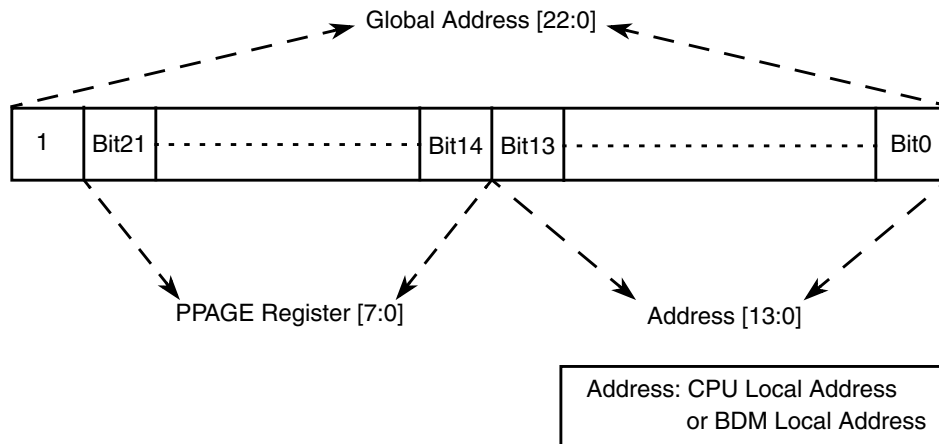 Global Address [22:0]
1 Bit21 Bit14 Bit13 Bit0
PPAGE Register [7:0] Address [13:0]
Address: CPU Local Address
or BDM Local Address